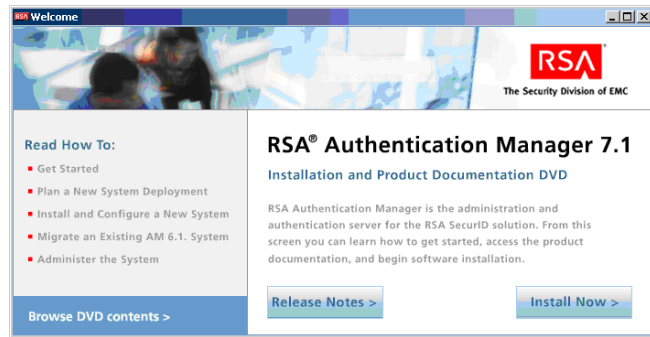 RSA Welcome
RSA
The Security Division of EMC
Read How To:
Get Started
Plan a New System Deployment
Install and Configure a New System
Migrate an Existing AM 6.1. System
Administer the System
Browse DVD contents >
RSA® Authentication Manager 7.1
Installation and Product Documentation DVD
RSA Authentication Manager is the administration and
authentication server for the RSA SecurID solution. From this
screen you can learn how to get started, access the product
documentation, and begin software installation.
Release Notes >
Install Now >